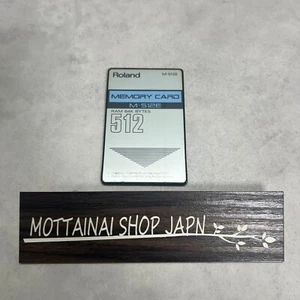 Roland M-512E
MEMORY CARD
M-512E
RAM 64K BYTES
512
MOTTAINAI SHOP JAPN